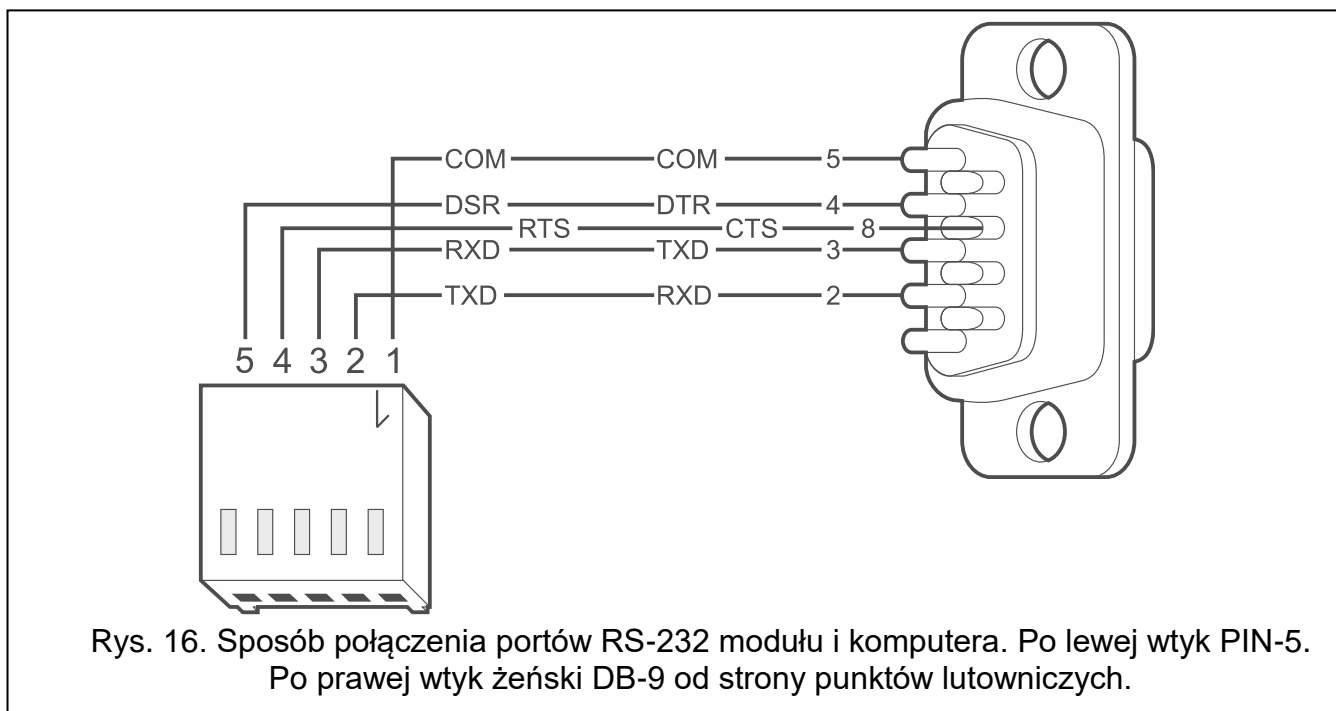 COM COM 5
DSR DTR 4
RTS CTS 8
RXD TXD 3
TXD RXD 2
5 4 3 2 1
Rys. 16. Sposób połączenia portów RS-232 modułu i komputera. Po lewej wtyk PIN-5.
Po prawej wtyk żeński DB-9 od strony punktów lutowniczych.